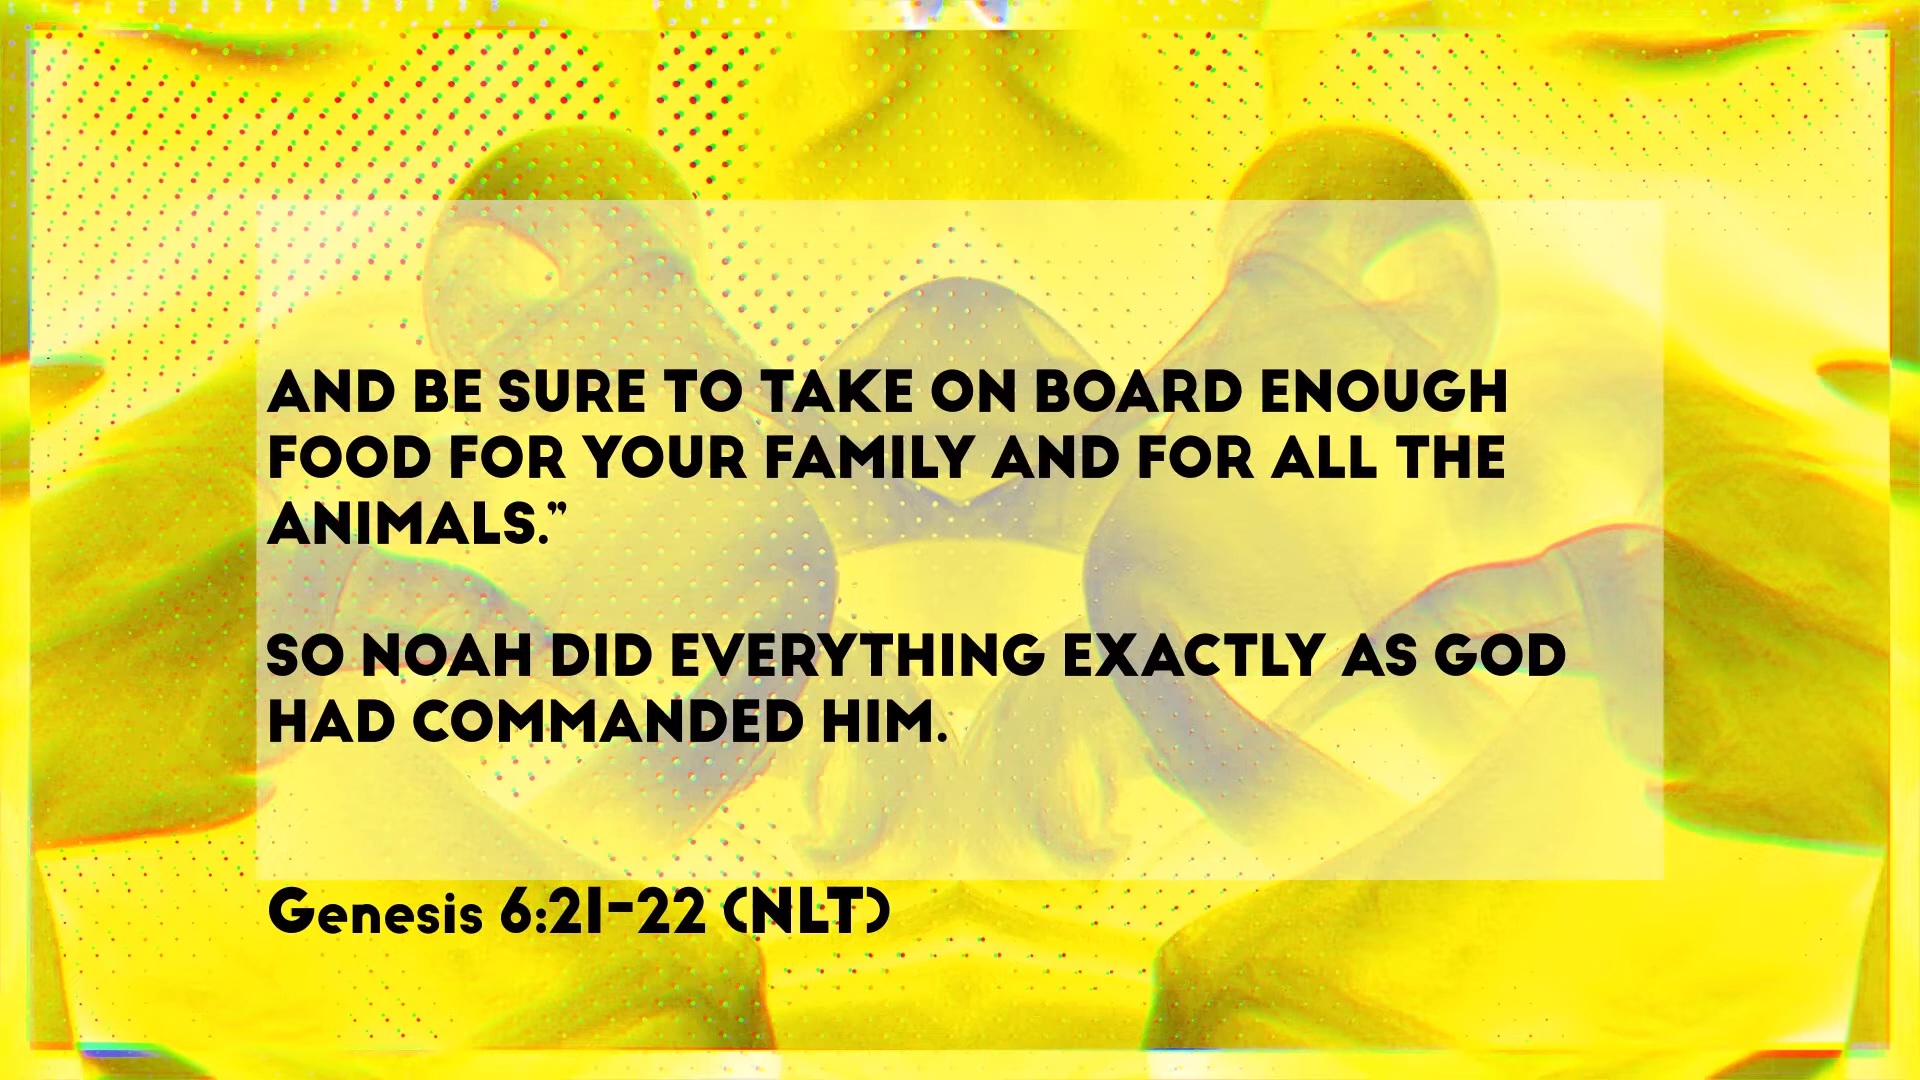 AND BE SURE TO TAKE ON BOARD ENOUGH
FOOD FOR YOUR FAMILY AND FOR ALL THE
ANIMALS.”
SO NOAH DID EVERYTHING EXACTLY AS GOD
HAD COMMANDED HIM.
Genesis 6:21-22 (NLT)